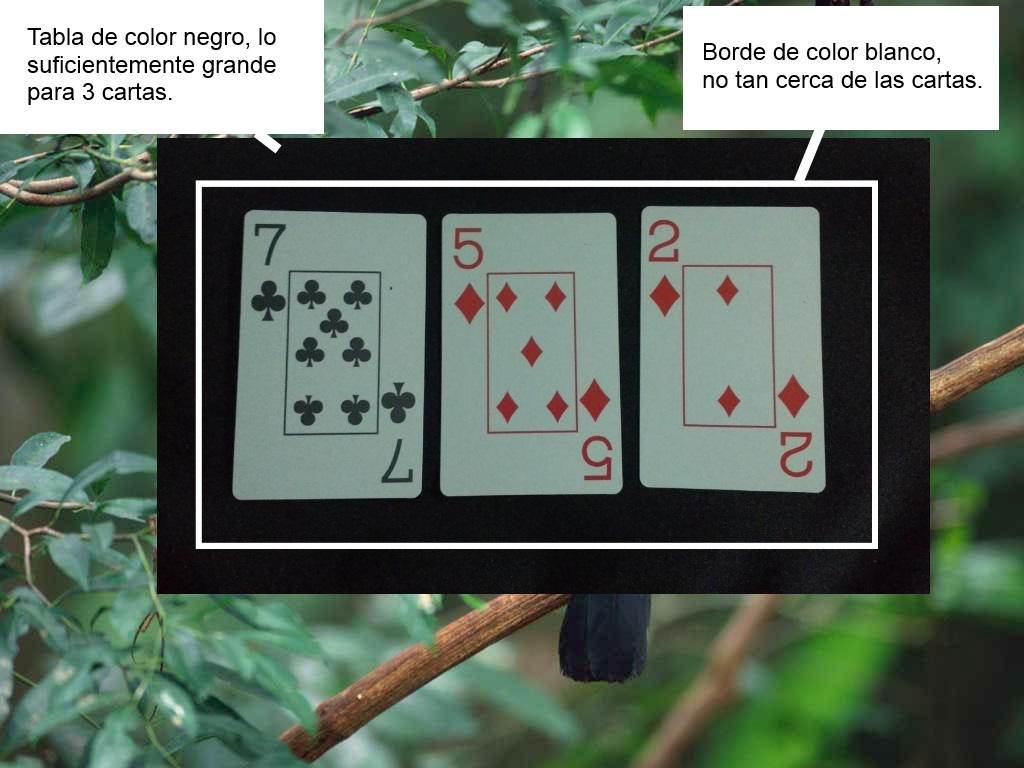 Tabla de color negro, lo
suficientemente grande
para 3 cartas.
Borde de color blanco,
no tan cerca de las cartas.
7
5
2
7
5
2